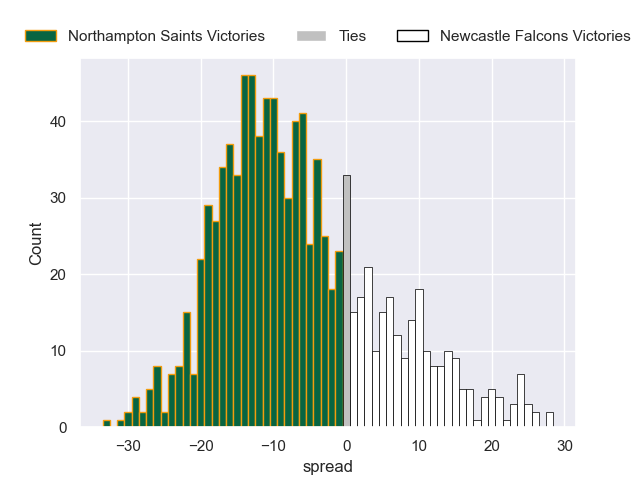 Northampton Saints Victories Ties Newcastle Falcons Victories
40
30
20
10
0
Count
−30 −20 −10 0 10 20 30
spread